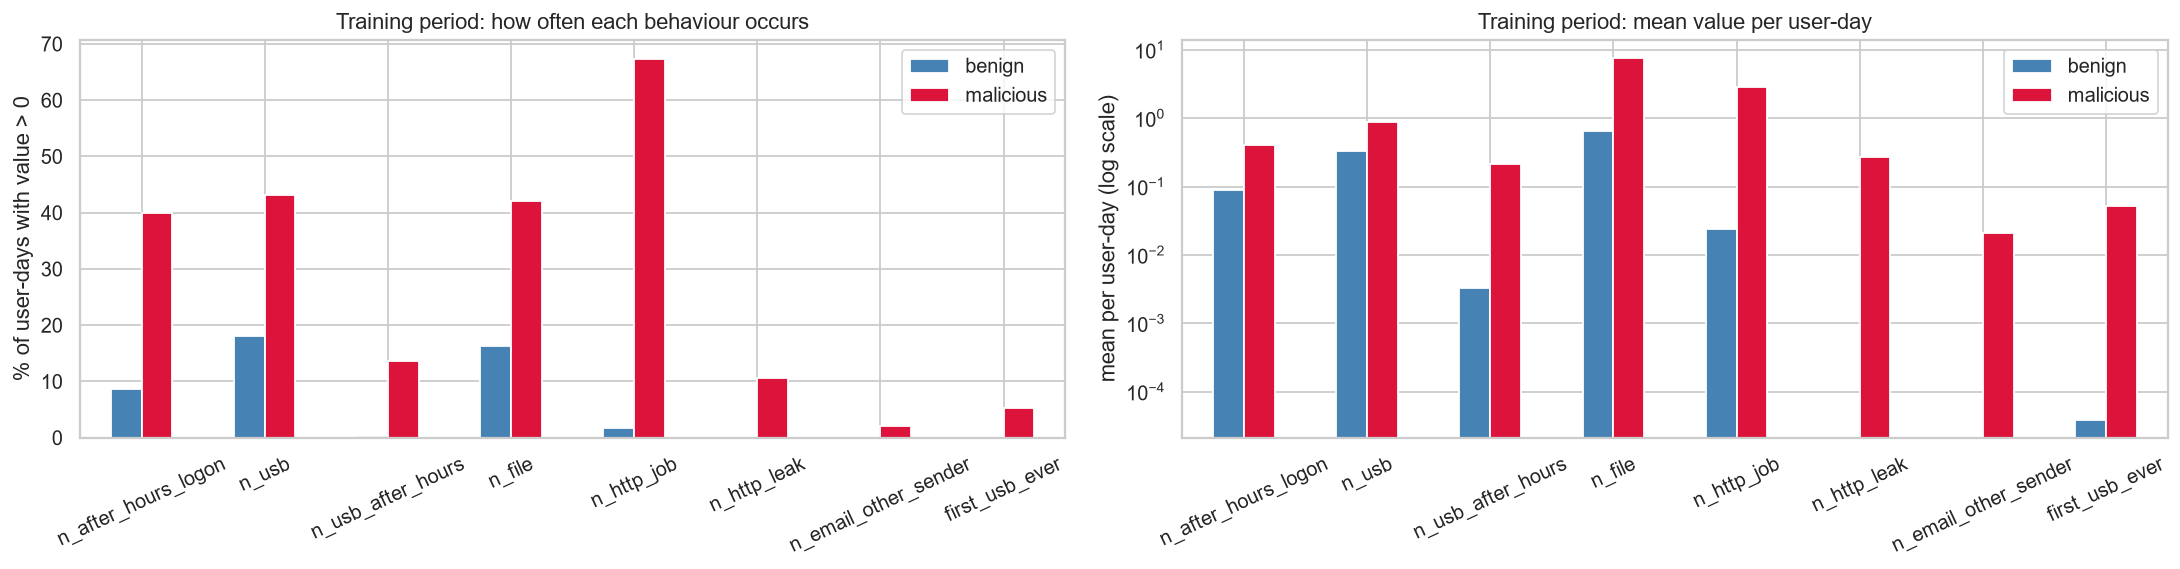 Training period: how often each behaviour occurs
% of user-days with value > 0
70
60
50
40
30
20
10
0
benign
malicious
n_after_hours_logon
n_usb
n_usb_after_hours
n_file
n_http_job
n_http_leak
n_email_other_sender
first_usb_ever
Training period: mean value per user-day
mean per user-day (log scale)
10¹
10⁰
10⁻¹
10⁻²
10⁻³
10⁻⁴
benign
malicious
n_after_hours_logon
n_usb
n_usb_after_hours
n_file
n_http_job
n_http_leak
n_email_other_sender
first_usb_ever